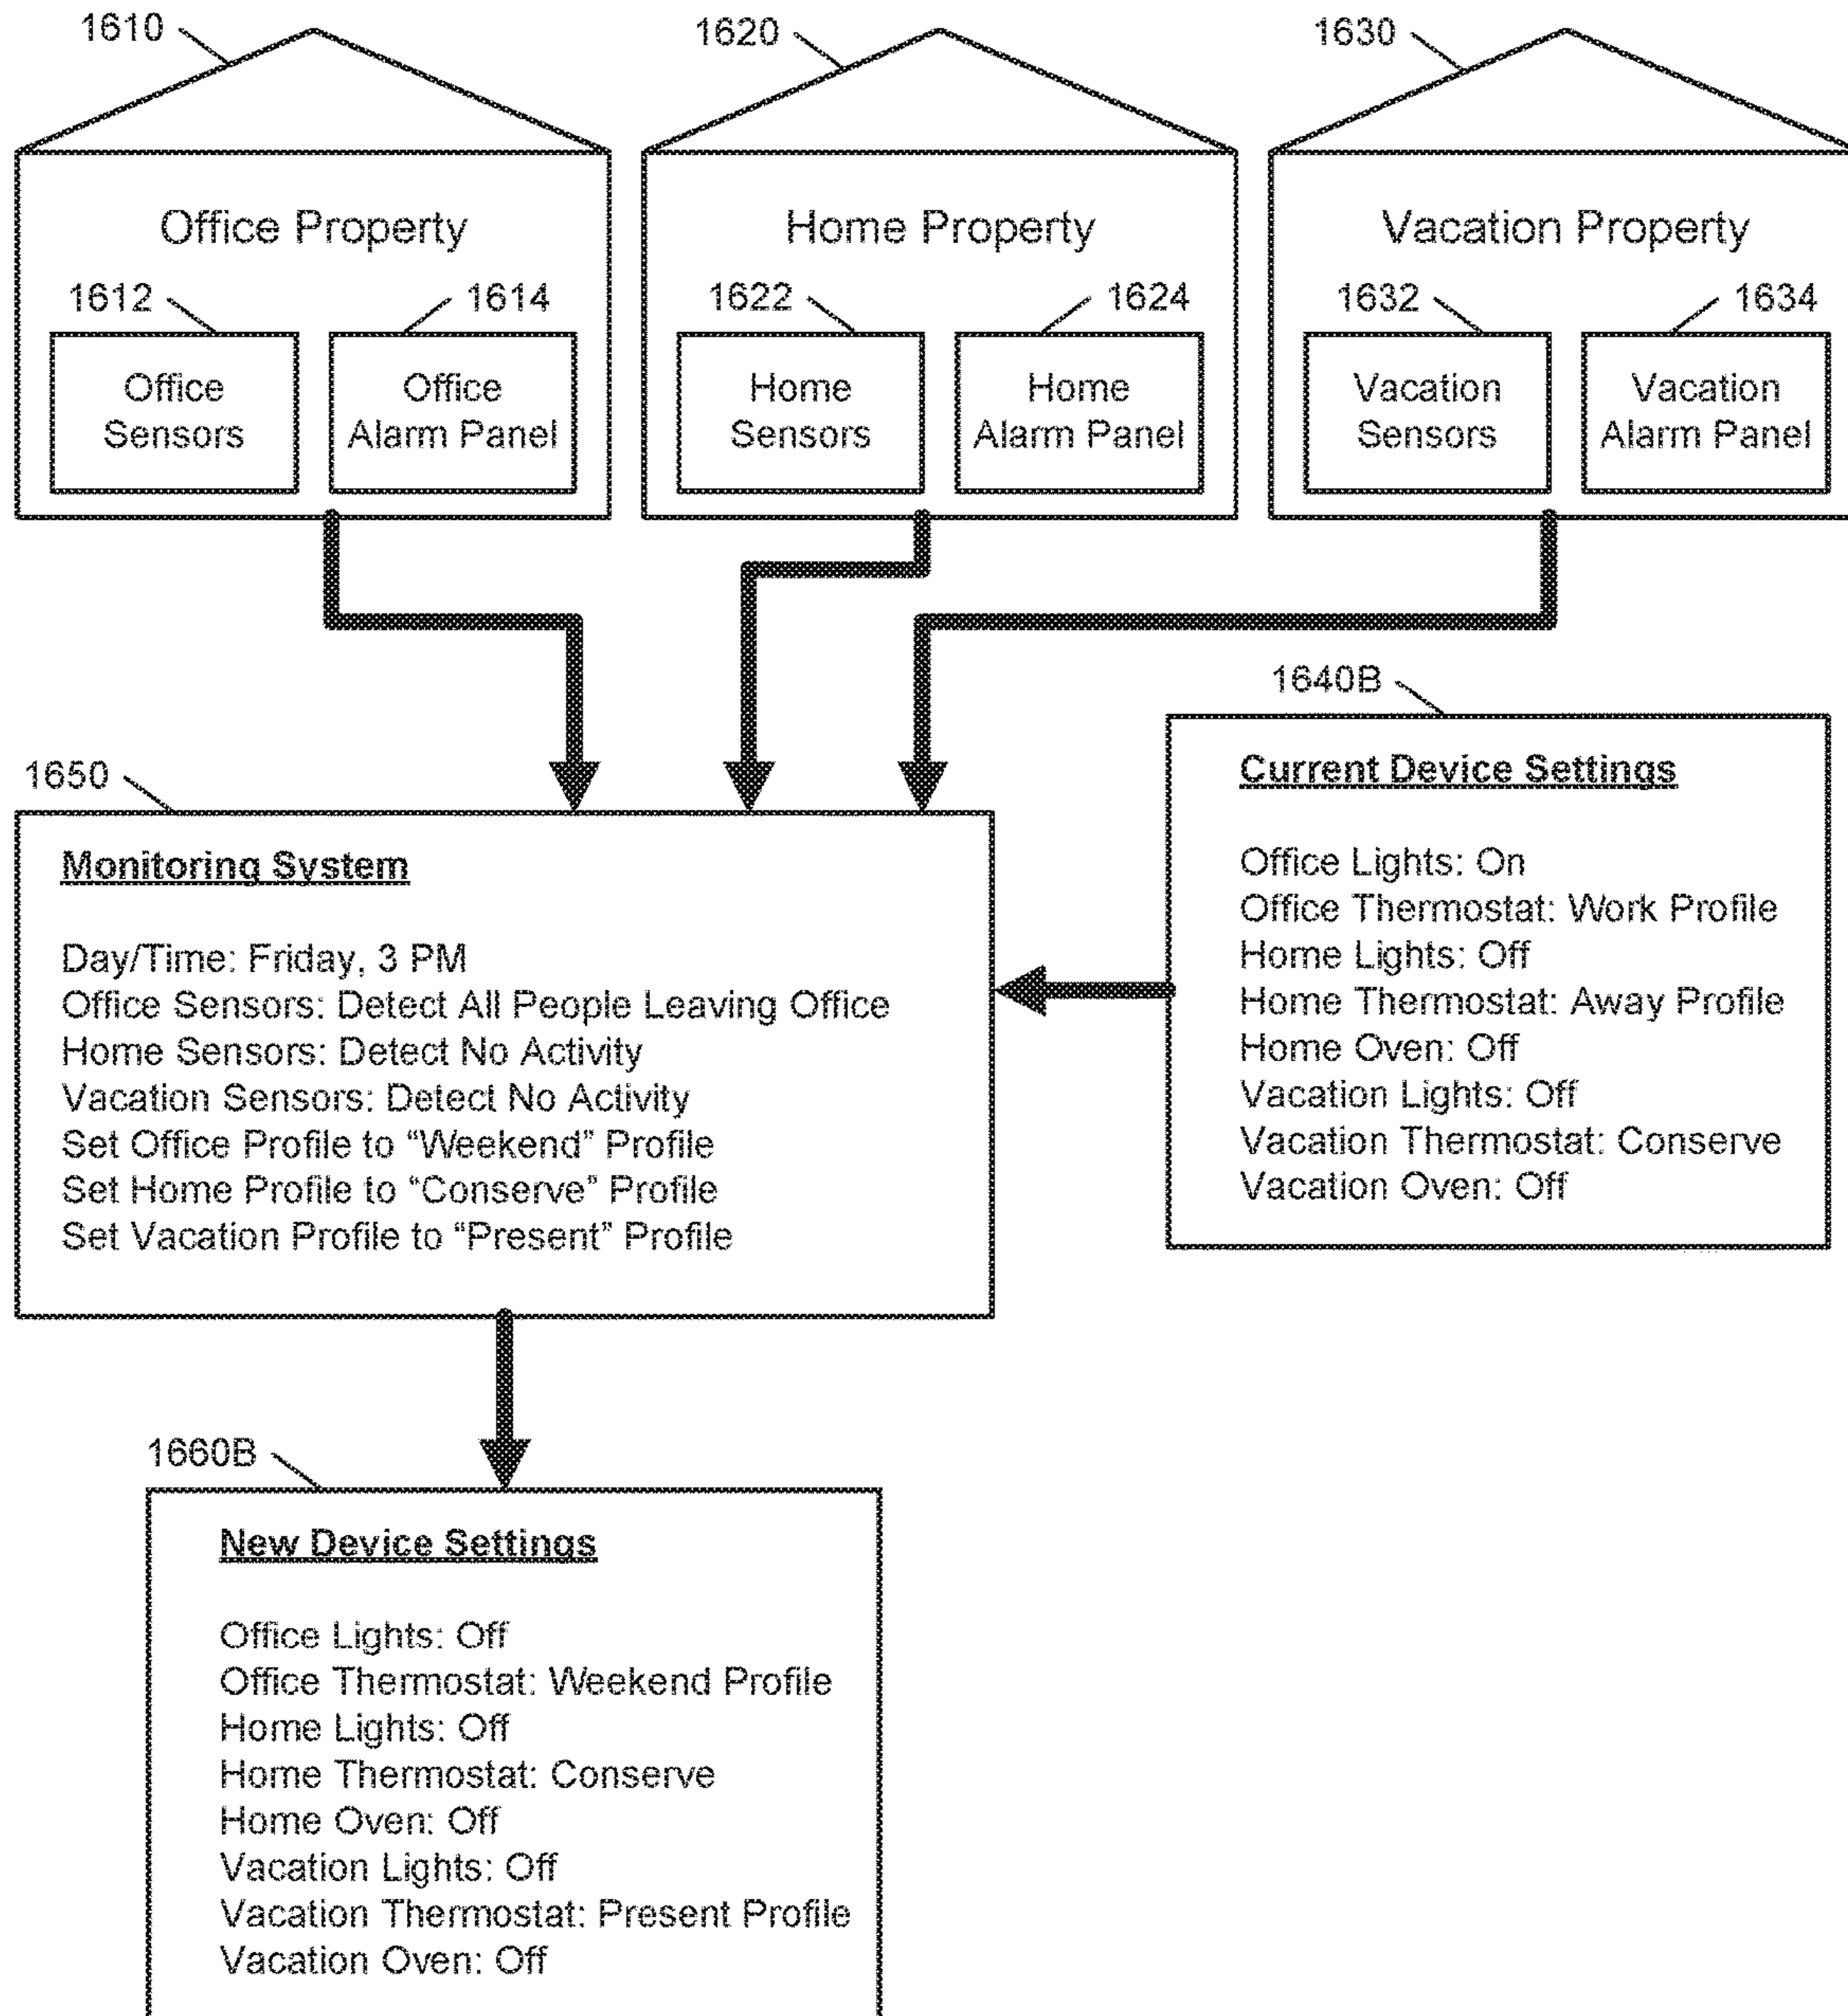 1610
1620
1630
Office Property
Home Property
Vacation Property
1612
1614
1622
1624
1632
1634
Office
Sensors
Office
Alarm Panel
Home
Sensors
Home
Alarm Panel
Vacation
Sensors
Vacation
Alarm Panel
1640B
Current Device Settings
Office Lights: On
Office Thermostat: Work Profile
Home Lights: Off
Home Thermostat: Away Profile
Home Oven: Off
Vacation Lights: Off
Vacation Thermostat: Conserve
Vacation Oven: Off
1650
Monitoring System
Day/Time: Friday, 3 PM
Office Sensors: Detect All People Leaving Office
Home Sensors: Detect No Activity
Vacation Sensors: Detect No Activity
Set Office Profile to “Weekend” Profile
Set Home Profile to “Conserve” Profile
Set Vacation Profile to “Present” Profile
1660B
New Device Settings
Office Lights: Off
Office Thermostat: Weekend Profile
Home Lights: Off
Home Thermostat: Conserve
Home Oven: Off
Vacation Lights: Off
Vacation Thermostat: Present Profile
Vacation Oven: Off